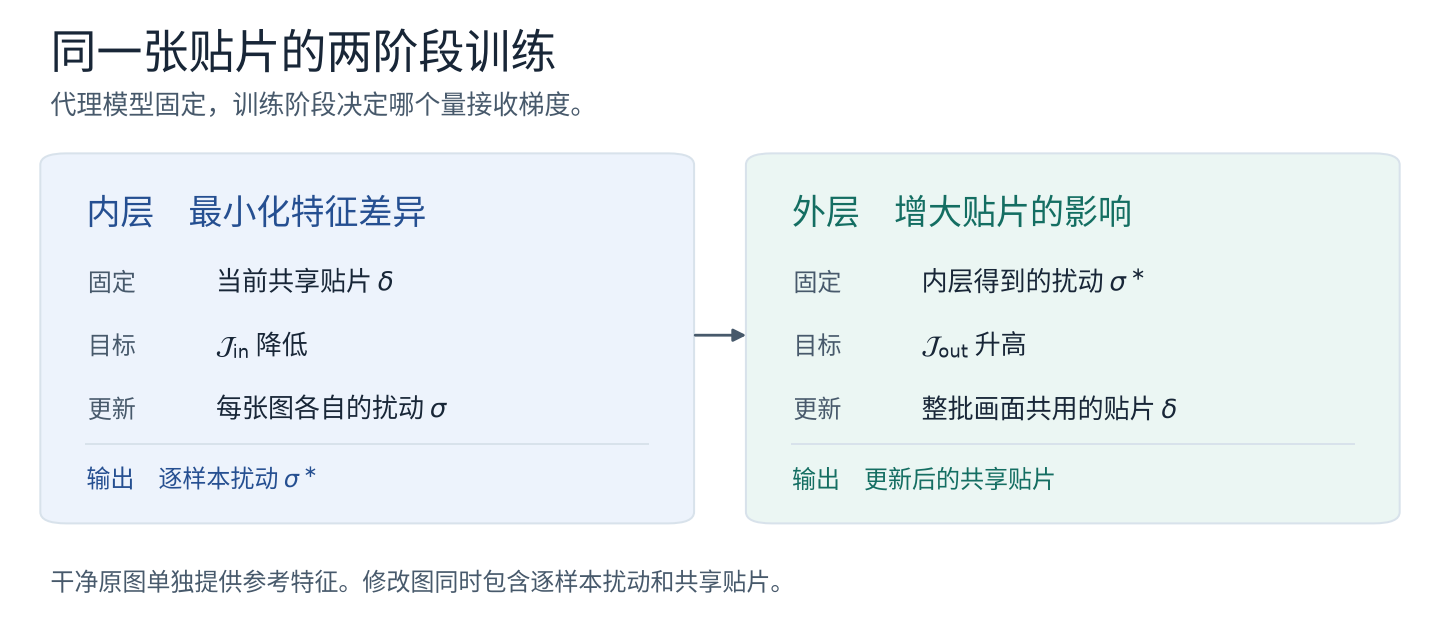 同一张贴片的两阶段训练
代理模型固定，训练阶段决定哪个量接收梯度。
内层 最小化特征差异
固定 当前共享贴片 δ
目标 𝒥in 降低
更新 每张图各自的扰动 σ
输出 逐样本扰动 σ*
外层 增大贴片的影响
固定 内层得到的扰动 σ*
目标 𝒥out 升高
更新 整批画面共用的贴片 δ
输出 更新后的共享贴片
干净原图单独提供参考特征。修改图同时包含逐样本扰动和共享贴片。